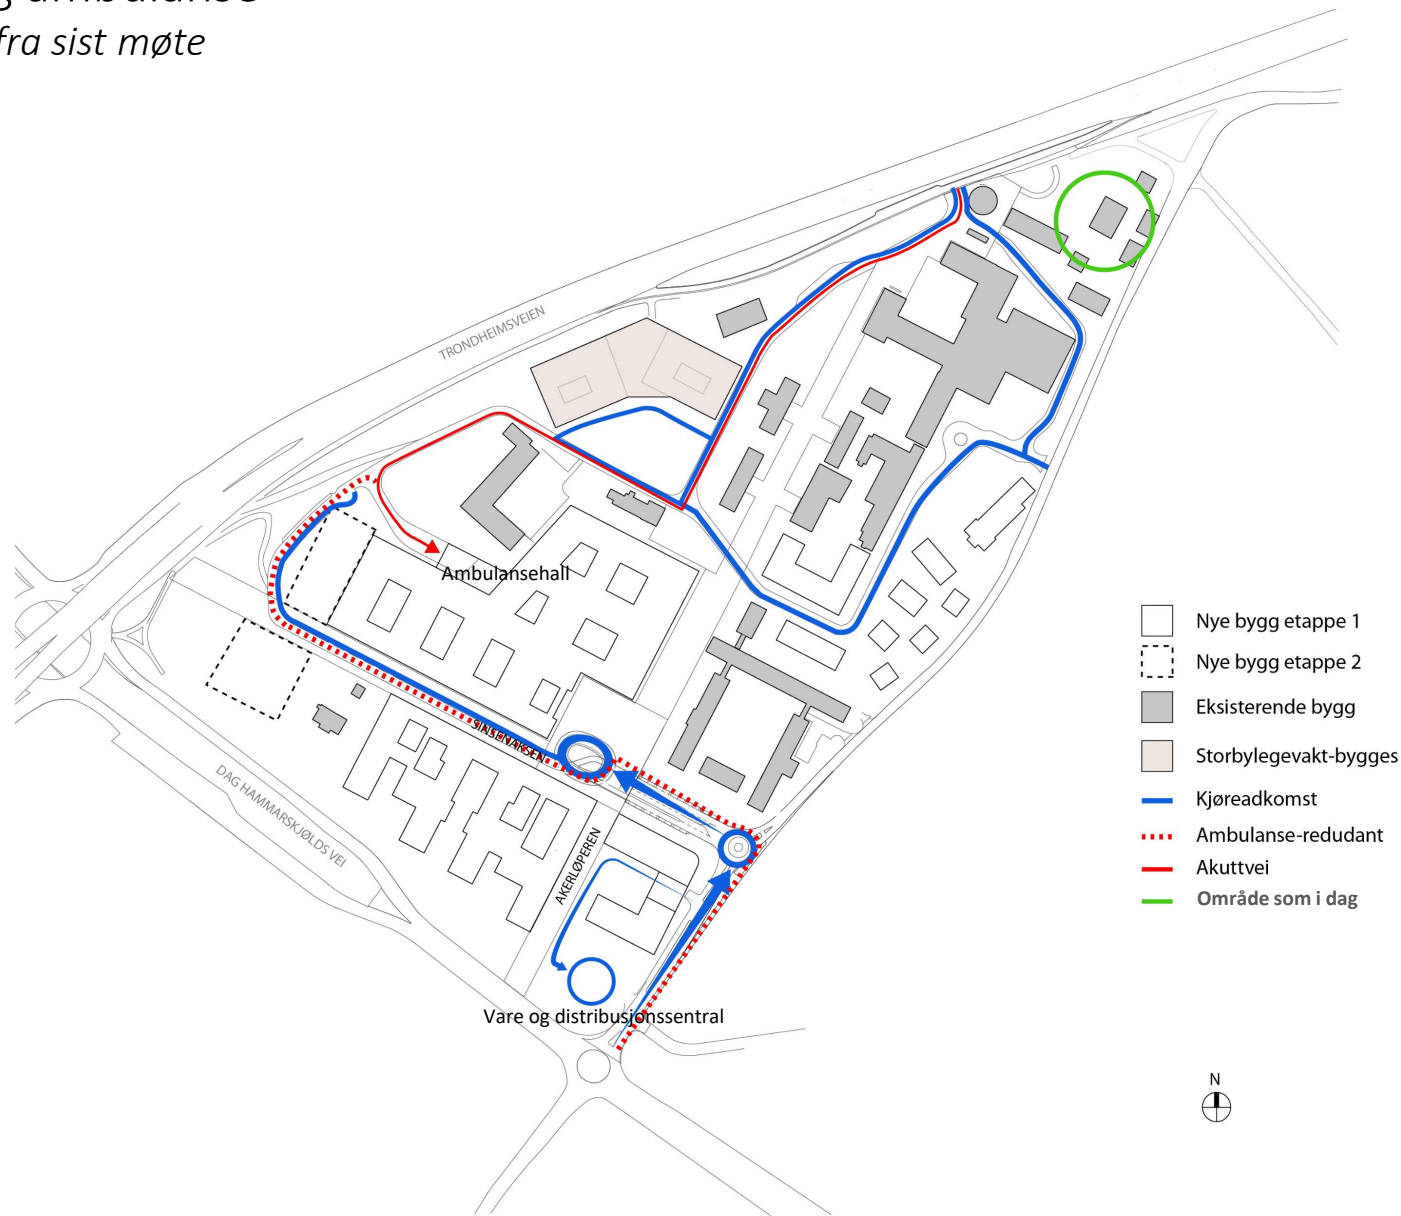 ambulanse
fra sist møte
TRONDHEIMSVEIEN
Ambulansehall
SINSENAKSEN
DAG HAMMARSKJØLDS VEI
AKERLØPEREN
Vare og distribusjonssentral
Nye bygg etappe 1
Nye bygg etappe 2
Eksisterende bygg
Storbylegevakt-bygges
Kjøreadkomst
Ambulanse-redudant
Akuttvei
Område som i dag
N